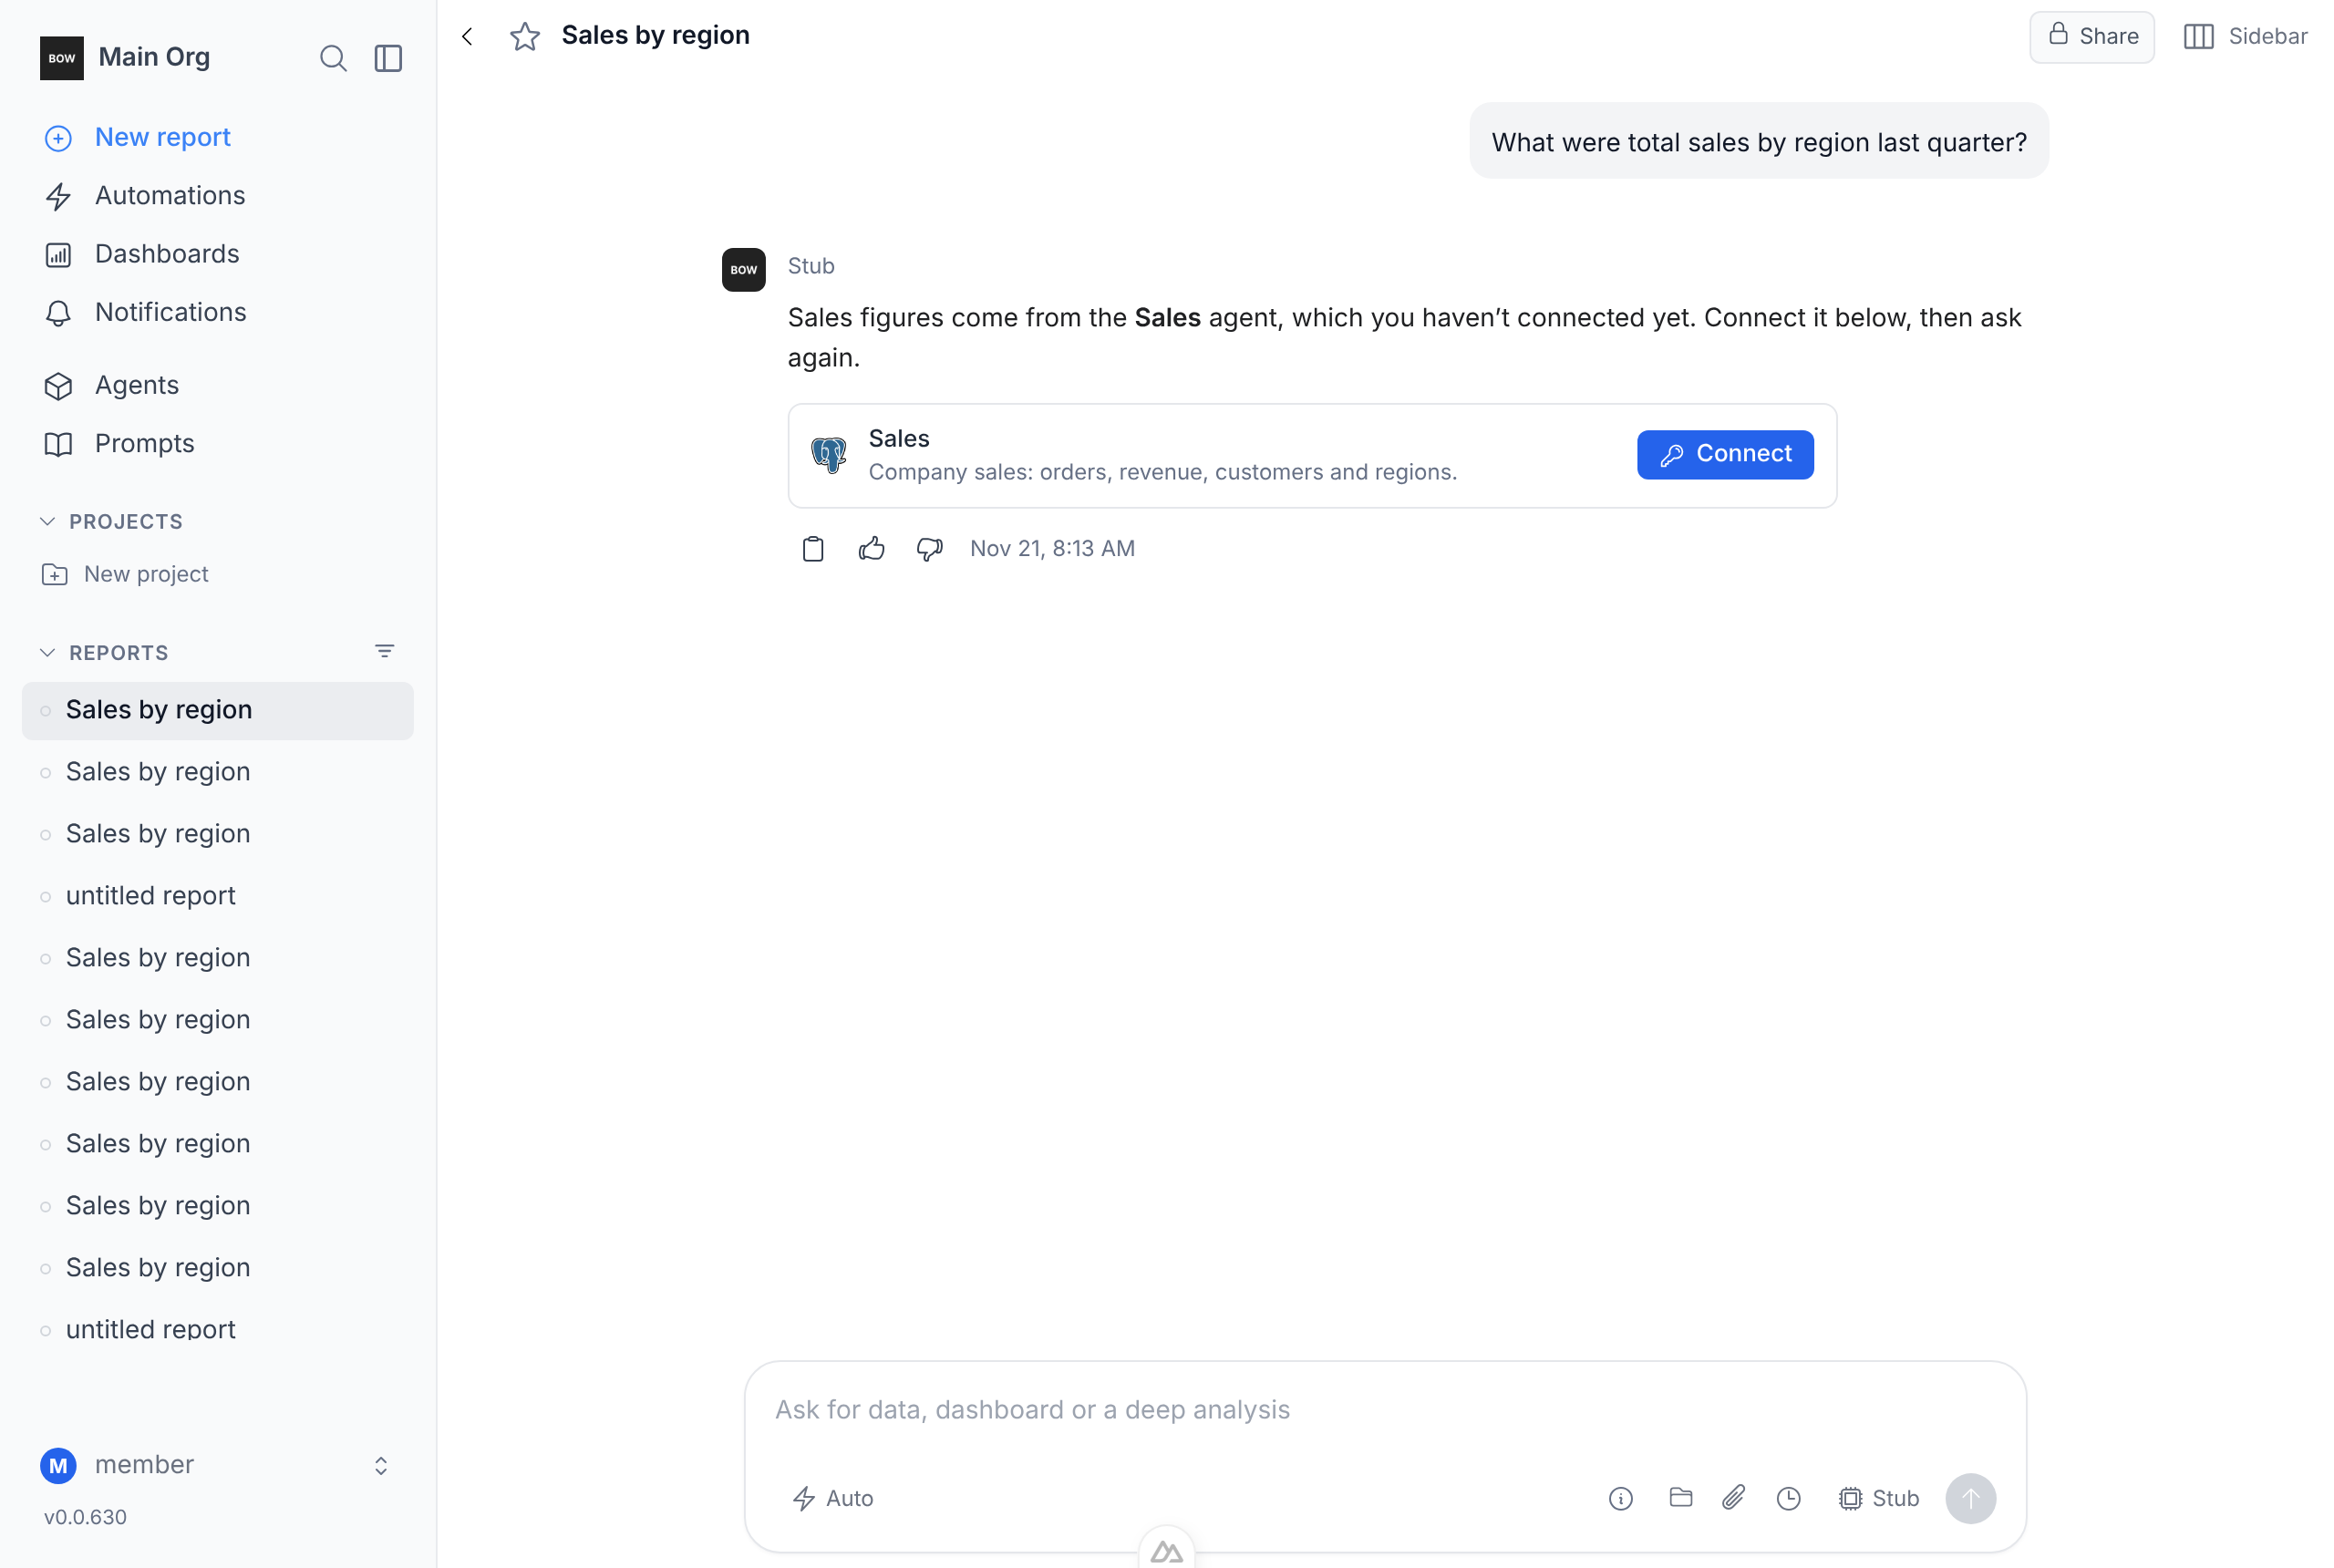 BOW
Main Org
New report
Automations
Dashboards
Notifications
Agents
Prompts
PROJECTS
New project
REPORTS
Sales by region
Sales by region
Sales by region
untitled report
Sales by region
Sales by region
Sales by region
Sales by region
Sales by region
Sales by region
untitled report
M member
v0.0.630
Sales by region
Share
Sidebar
What were total sales by region last quarter?
BOW
Stub
Sales figures come from the Sales agent, which you haven’t connected yet. Connect it below, then ask
again.
Sales
Company sales: orders, revenue, customers and regions.
Connect
Nov 21, 8:13 AM
Ask for data, dashboard or a deep analysis
Auto
Stub